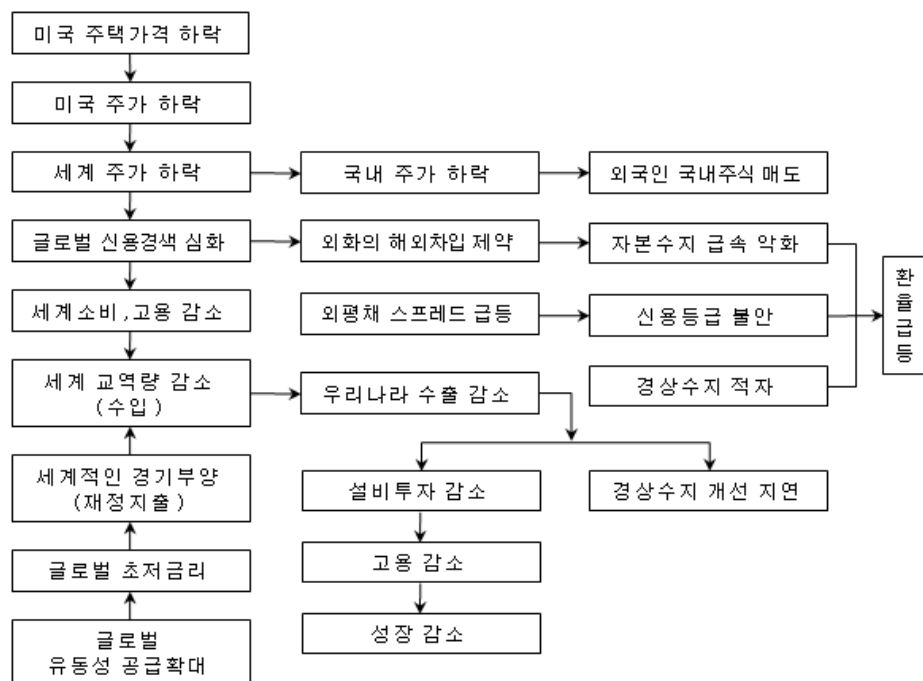 미국 주택가격 하락
미국 주가 하락
세계 주가 하락
국내 주가 하락
외국인 국내주식 매도
글로벌 신용경색 심화
외화의 해외차입 제약
자본수지 급속 악화
환율급등
세계소비,고용 감소
외평채 스프레드 급등
신용등급 불안
세계 교역량 감소
(수입)
우리나라 수출 감소
경상수지 적자
세계적인 경기부양
(재정지출)
설비투자 감소
경상수지 개선 지연
글로벌 초저금리
고용 감소
글로벌
유동성 공급확대
성장 감소